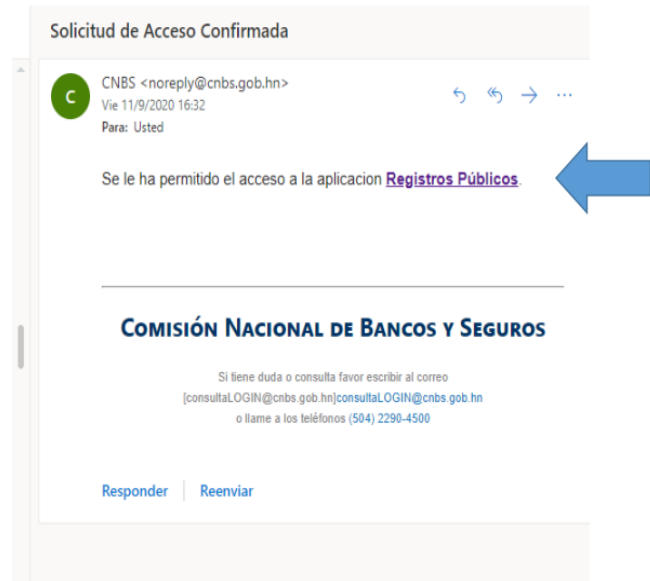 Solicitud de Acceso Confirmada
C
CNBS <noreply@cnbs.gob.hn>
Vie 11/9/2020 16:32
Para: Usted
Se le ha permitido el acceso a la aplicacion Registros Públicos.
COMISIÓN NACIONAL DE BANCOS Y SEGUROS
Si tiene duda o consulta favor escribir al correo
[consultaLOGIN@cnbs.gob.hn]consultaLOGIN@cnbs.gob.hn
o llame a los teléfonos (504) 2290-4500
Responder Reenviar